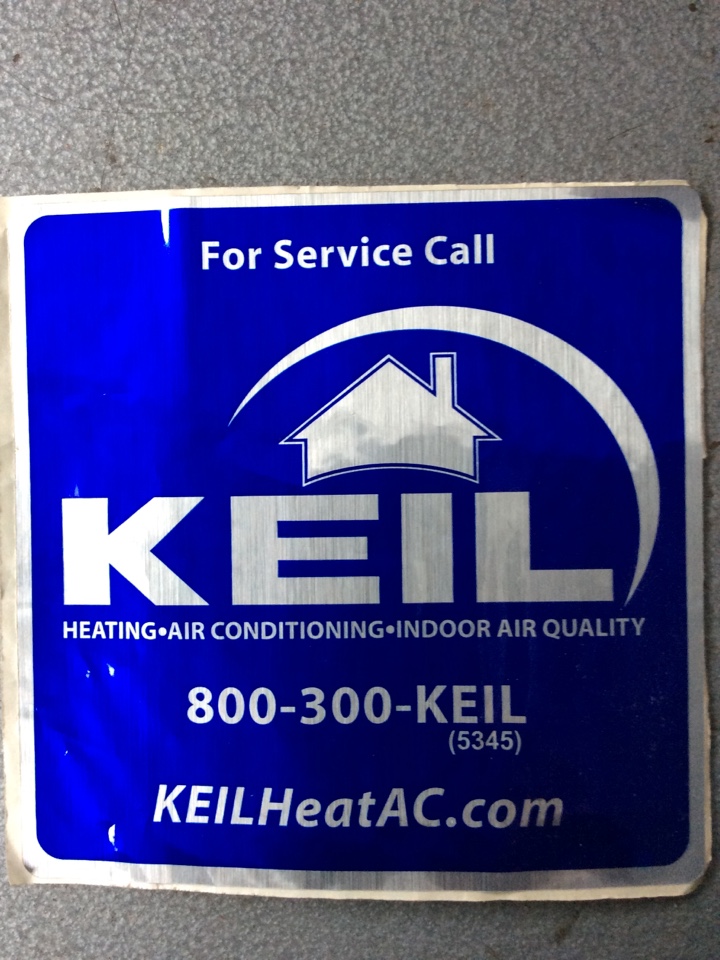 For Service Call
KEIL
HEATING•AIR CONDITIONING•INDOOR AIR QUALITY
800-300-KEIL
(5345)
KEILHeatAC.com